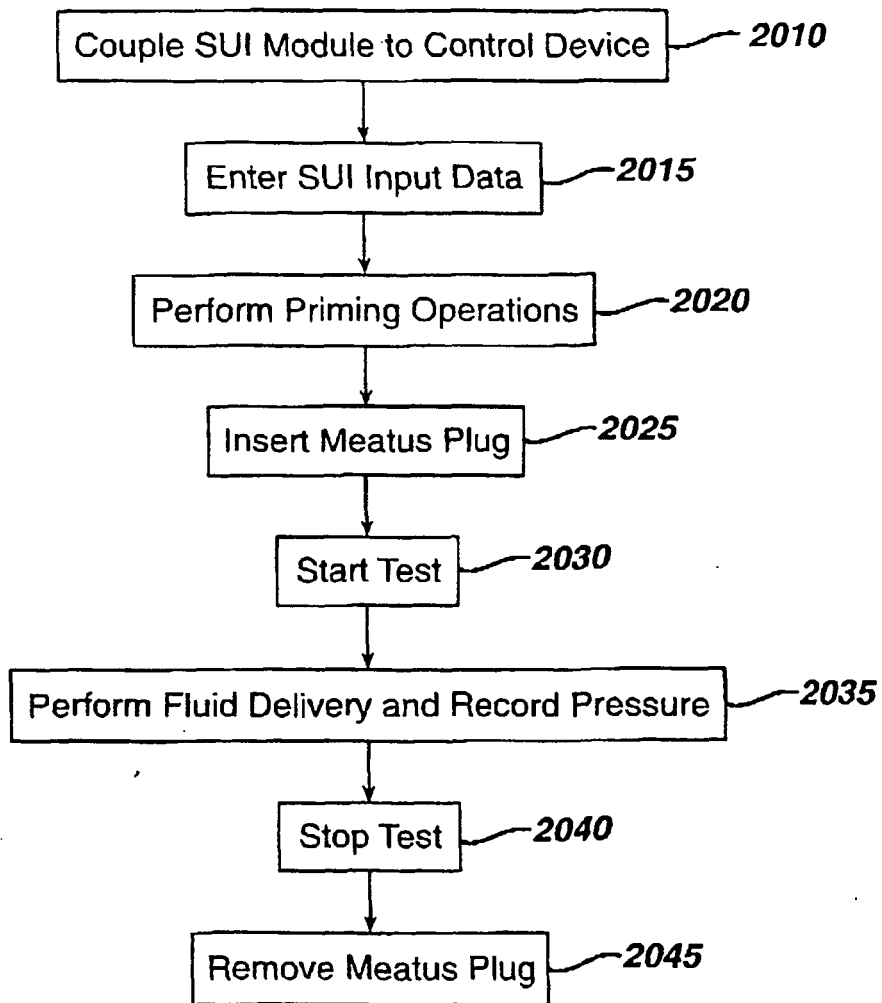 Couple SUI Module to Control Device 2010
Enter SUI Input Data 2015
Perform Priming Operations 2020
Insert Meatus Plug 2025
Start Test 2030
Perform Fluid Delivery and Record Pressure 2035
Stop Test 2040
Remove Meatus Plug 2045